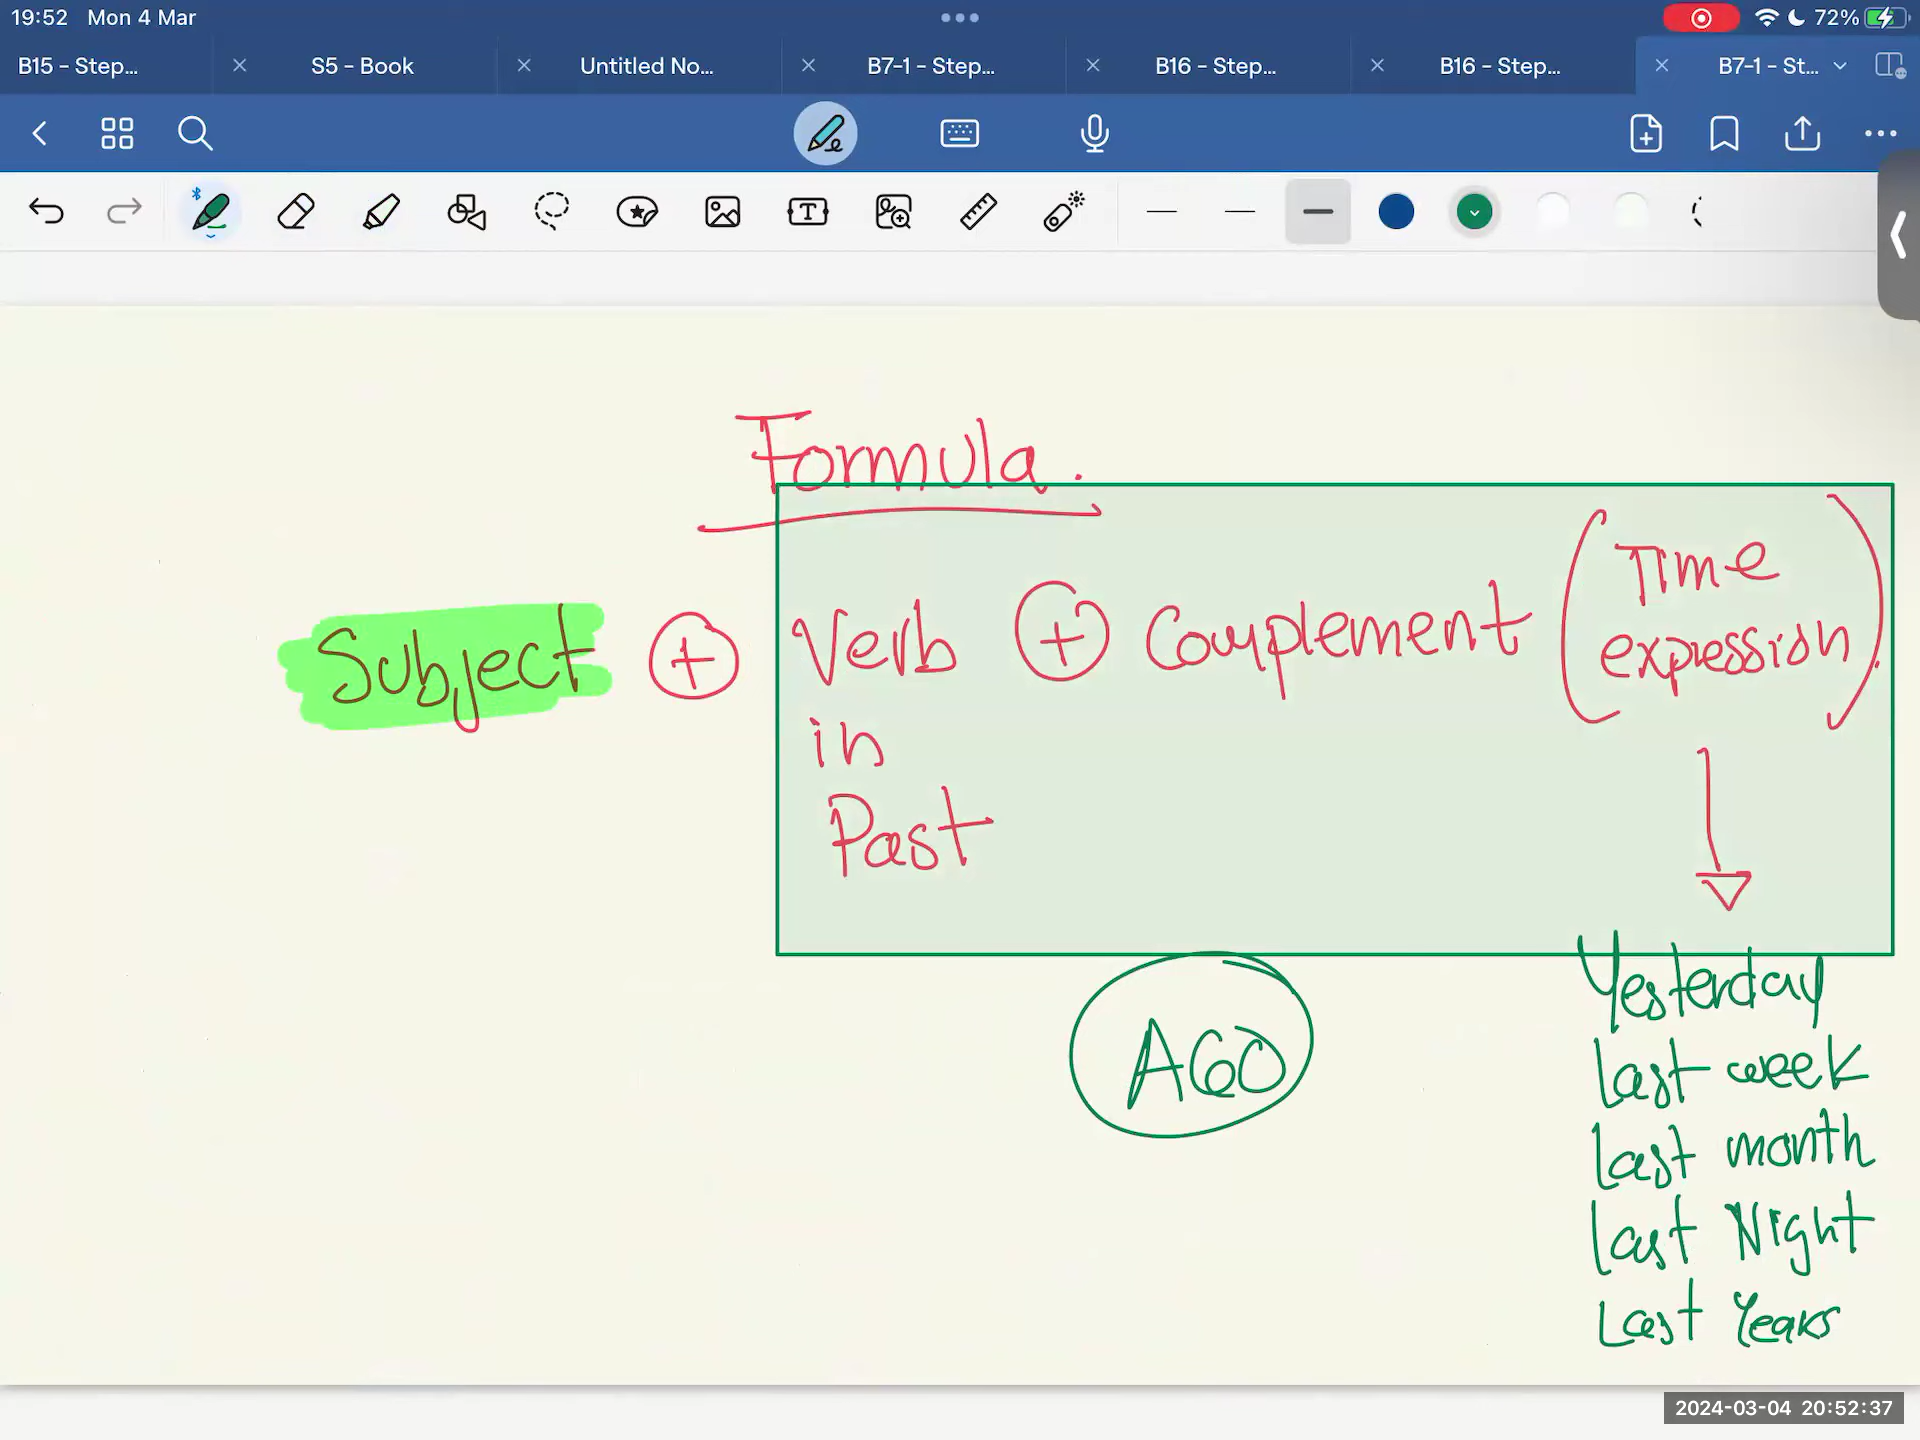 19:52 Mon 4 Mar
72%
B15 – Step...
S5 – Book
Untitled No...
B7-1 – Step...
B16 – Step...
B16 – Step...
B7-1 – St...
Formula.
Subject + Verb + Complement (Time
expression)
in
Past
Yesterday
AGO
Last week
Last month
Last Night
Last Years
2024-03-04 20:52:37